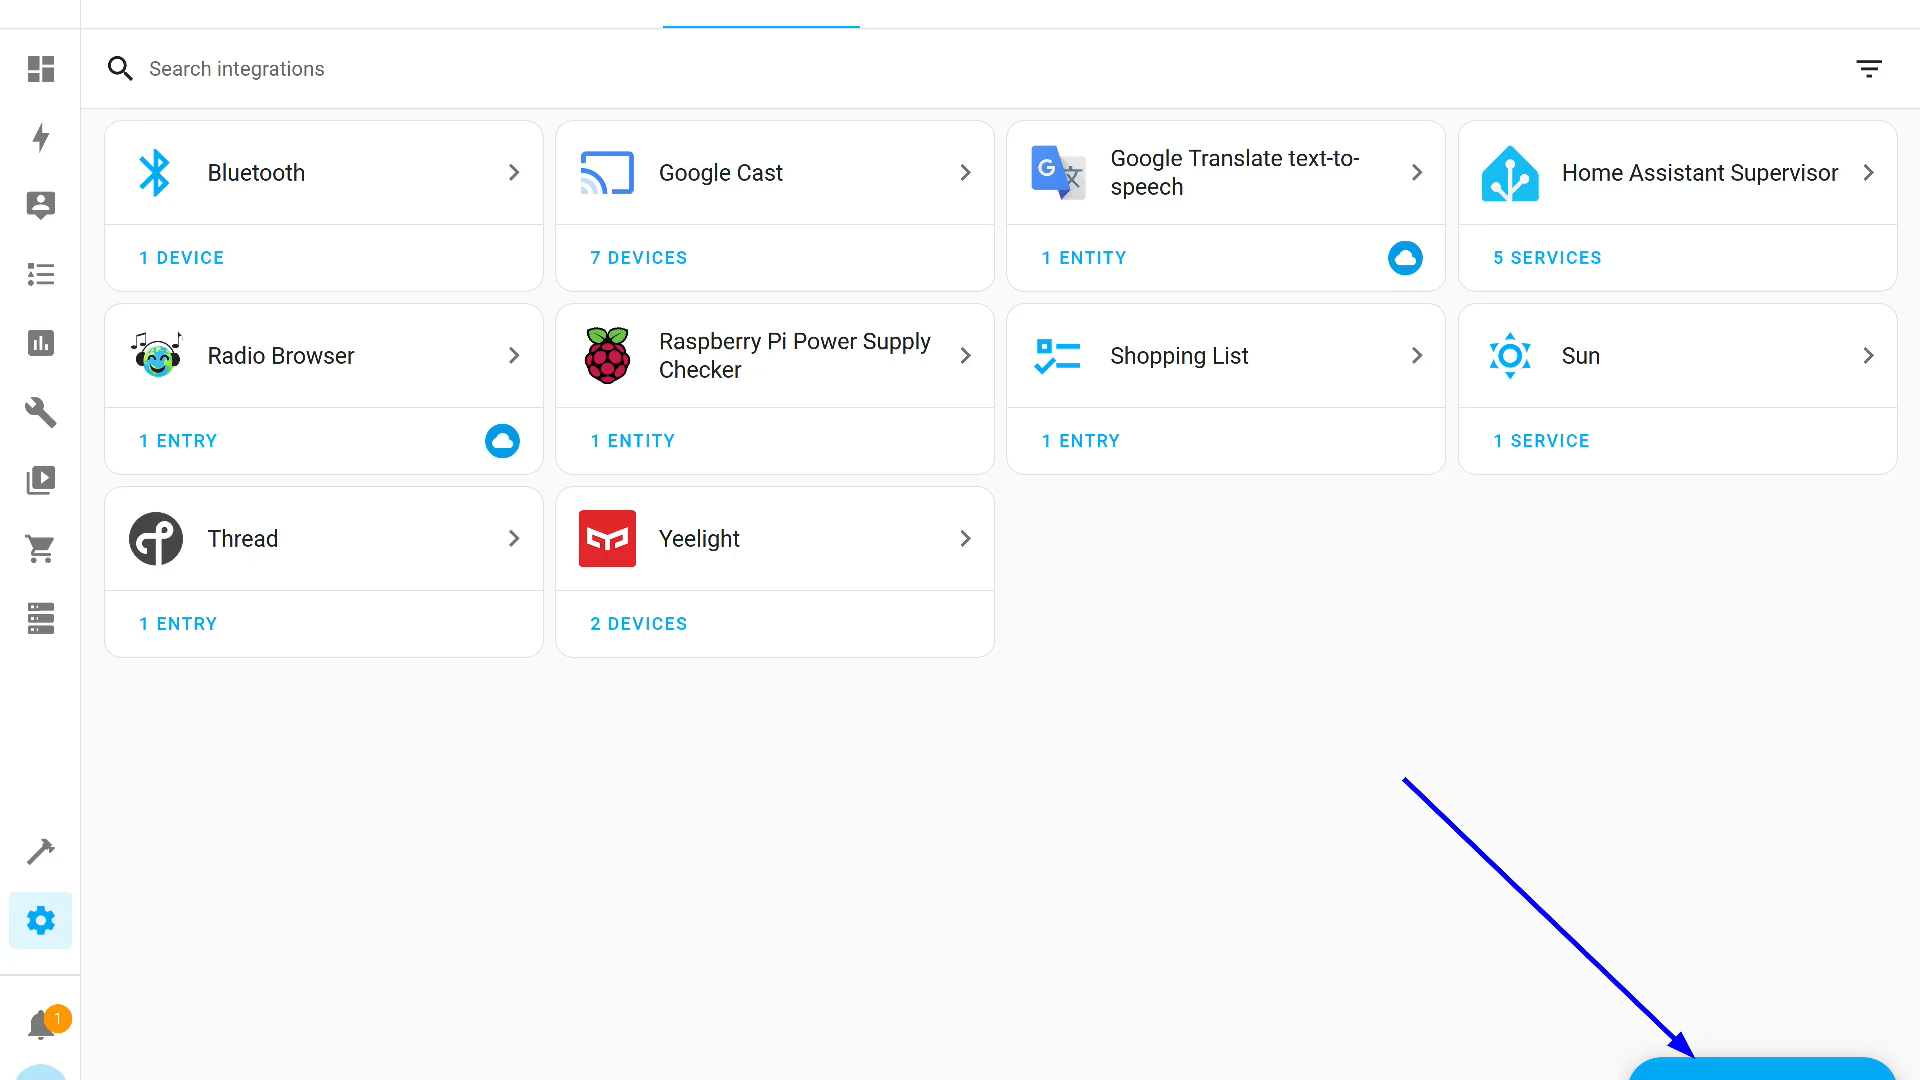 Search integrations
Bluetooth
1 DEVICE
Google Cast
7 DEVICES
Google Translate text-to-
speech
1 ENTITY
Home Assistant Supervisor
5 SERVICES
Radio Browser
1 ENTRY
Raspberry Pi Power Supply
Checker
1 ENTITY
Shopping List
1 ENTRY
Sun
1 SERVICE
Thread
1 ENTRY
Yeelight
2 DEVICES
1